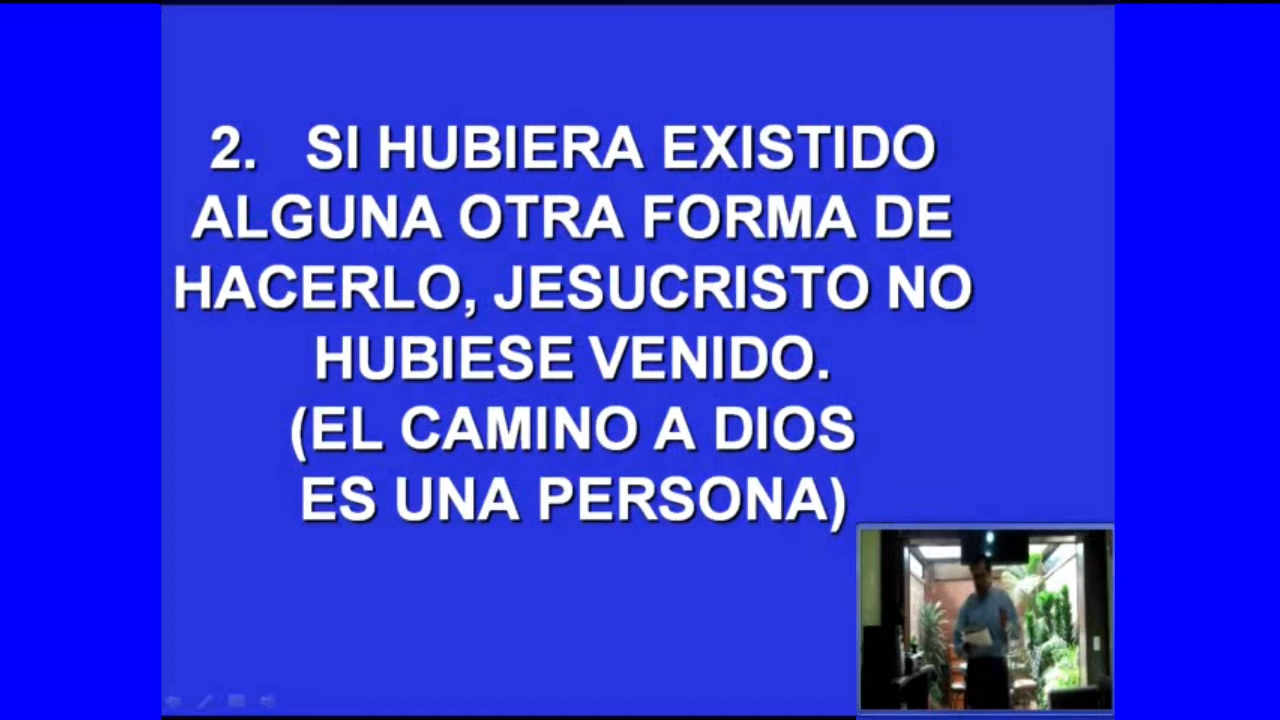 2. SI HUBIERA EXISTIDO
ALGUNA OTRA FORMA DE
HACERLO, JESUCRISTO NO
HUBIESE VENIDO.
(EL CAMINO A DIOS
ES UNA PERSONA)